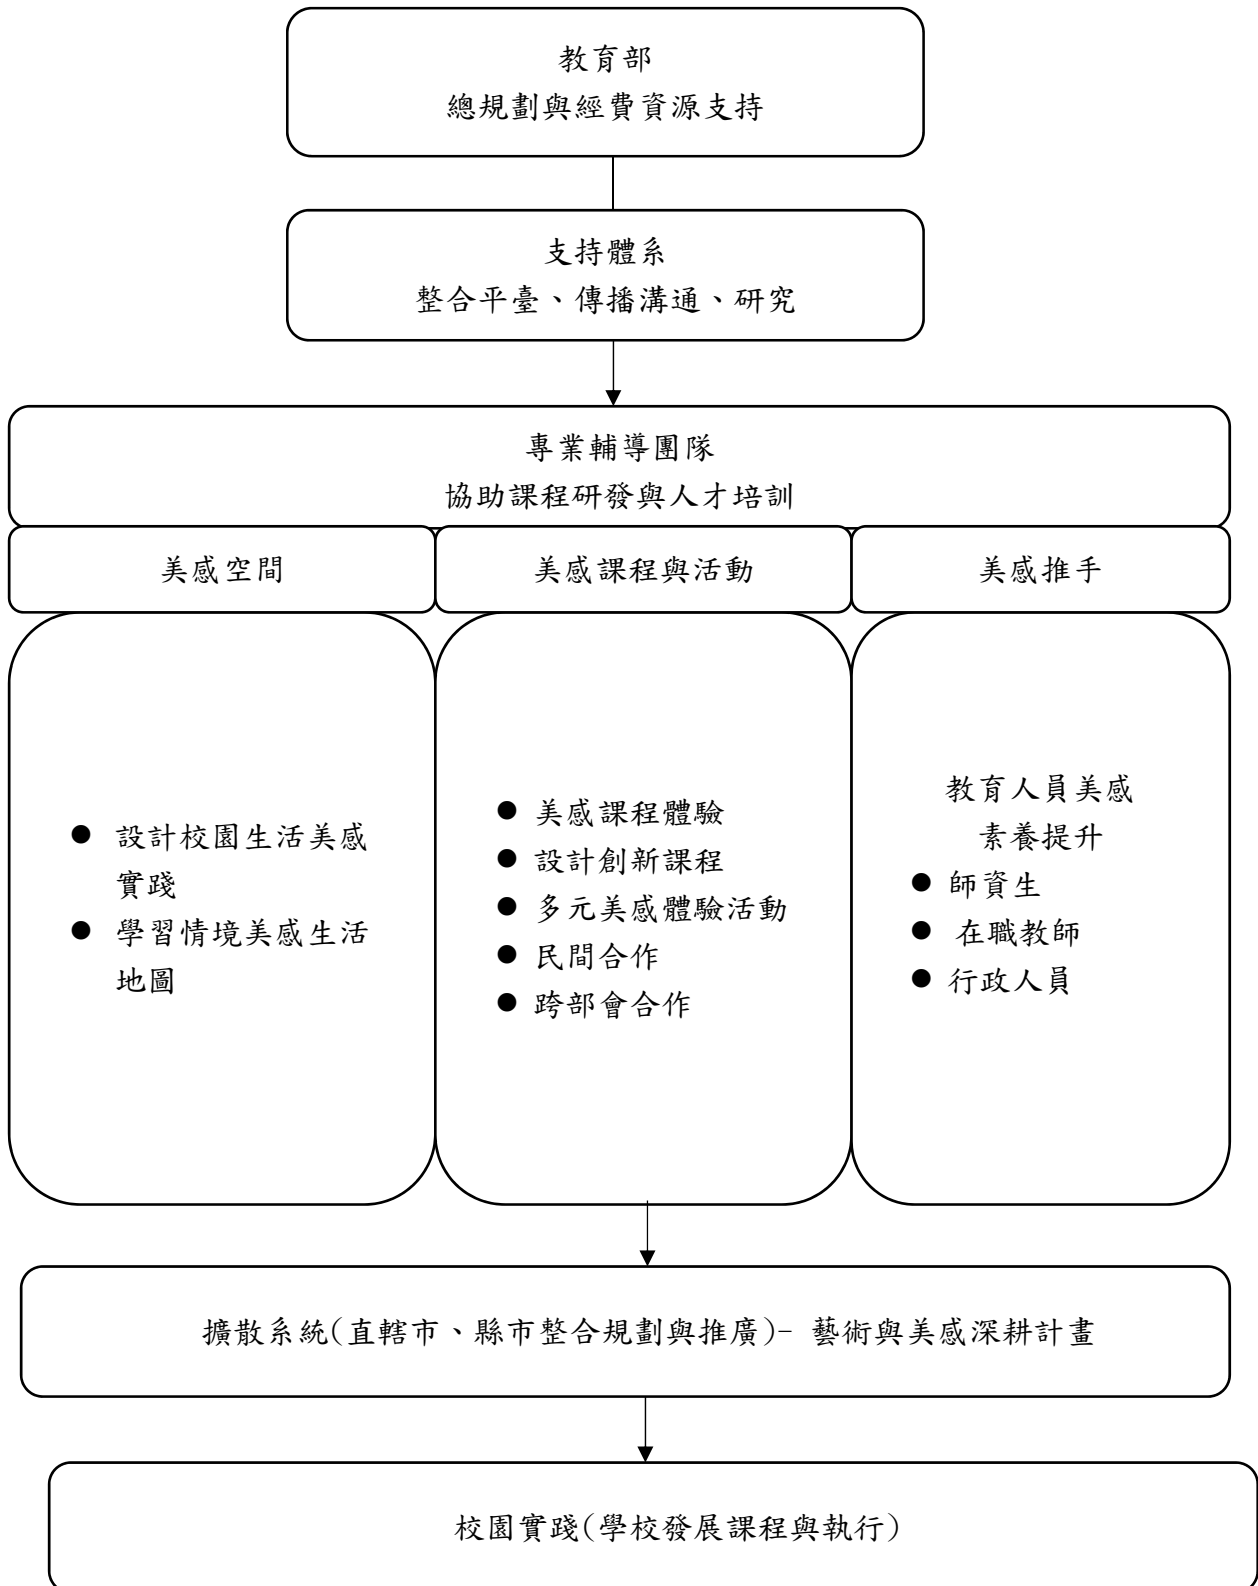 教育部
總規劃與經費資源支持
支持體系
整合平臺、傳播溝通、研究
專業輔導團隊
協助課程研發與人才培訓
美感空間
美感課程與活動
美感推手
● 設計校園生活美感
實踐
● 學習情境美感生活
地圖
● 美感課程體驗
● 設計創新課程
● 多元美感體驗活動
● 民間合作
● 跨部會合作
教育人員美感
素養提升
● 師資生
● 在職教師
● 行政人員
擴散系統(直轄市、縣市整合規劃與推廣)- 藝術與美感深耕計畫
校園實踐(學校發展課程與執行)